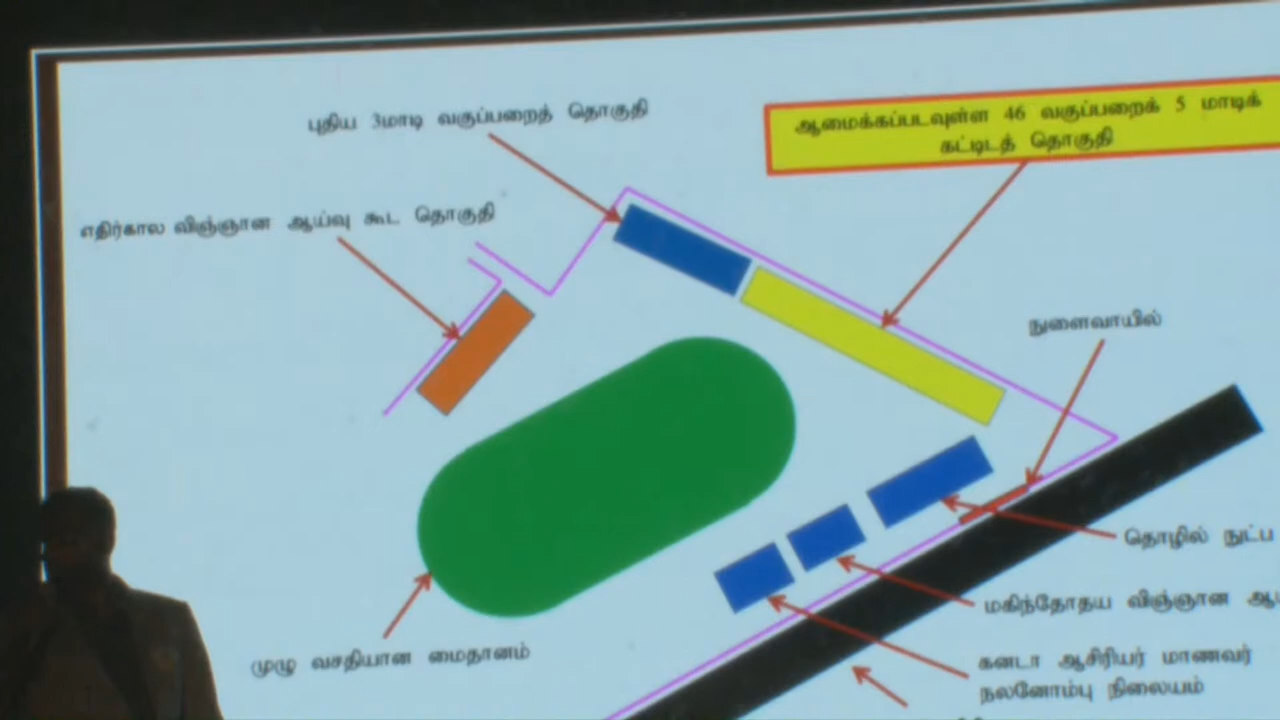 புதிய 3மாடி வகுப்பறைத் தொகுதி
ஆமைக்கப்படவுள்ள 46 வகுப்பறைக் 5 மாடிக்
கட்டிடத் தொகுதி
எதிர்கால விஞ்ஞான ஆய்வு கூட தொகுதி
நுளைவாயில்
தொழில் நுட்ப
மகிந்தோதய விஞ்ஞான
முழு வசதியான மைதானம்
கனடா ஆசிரியர் மாணவர்
நலனோம்பு நிலையம்